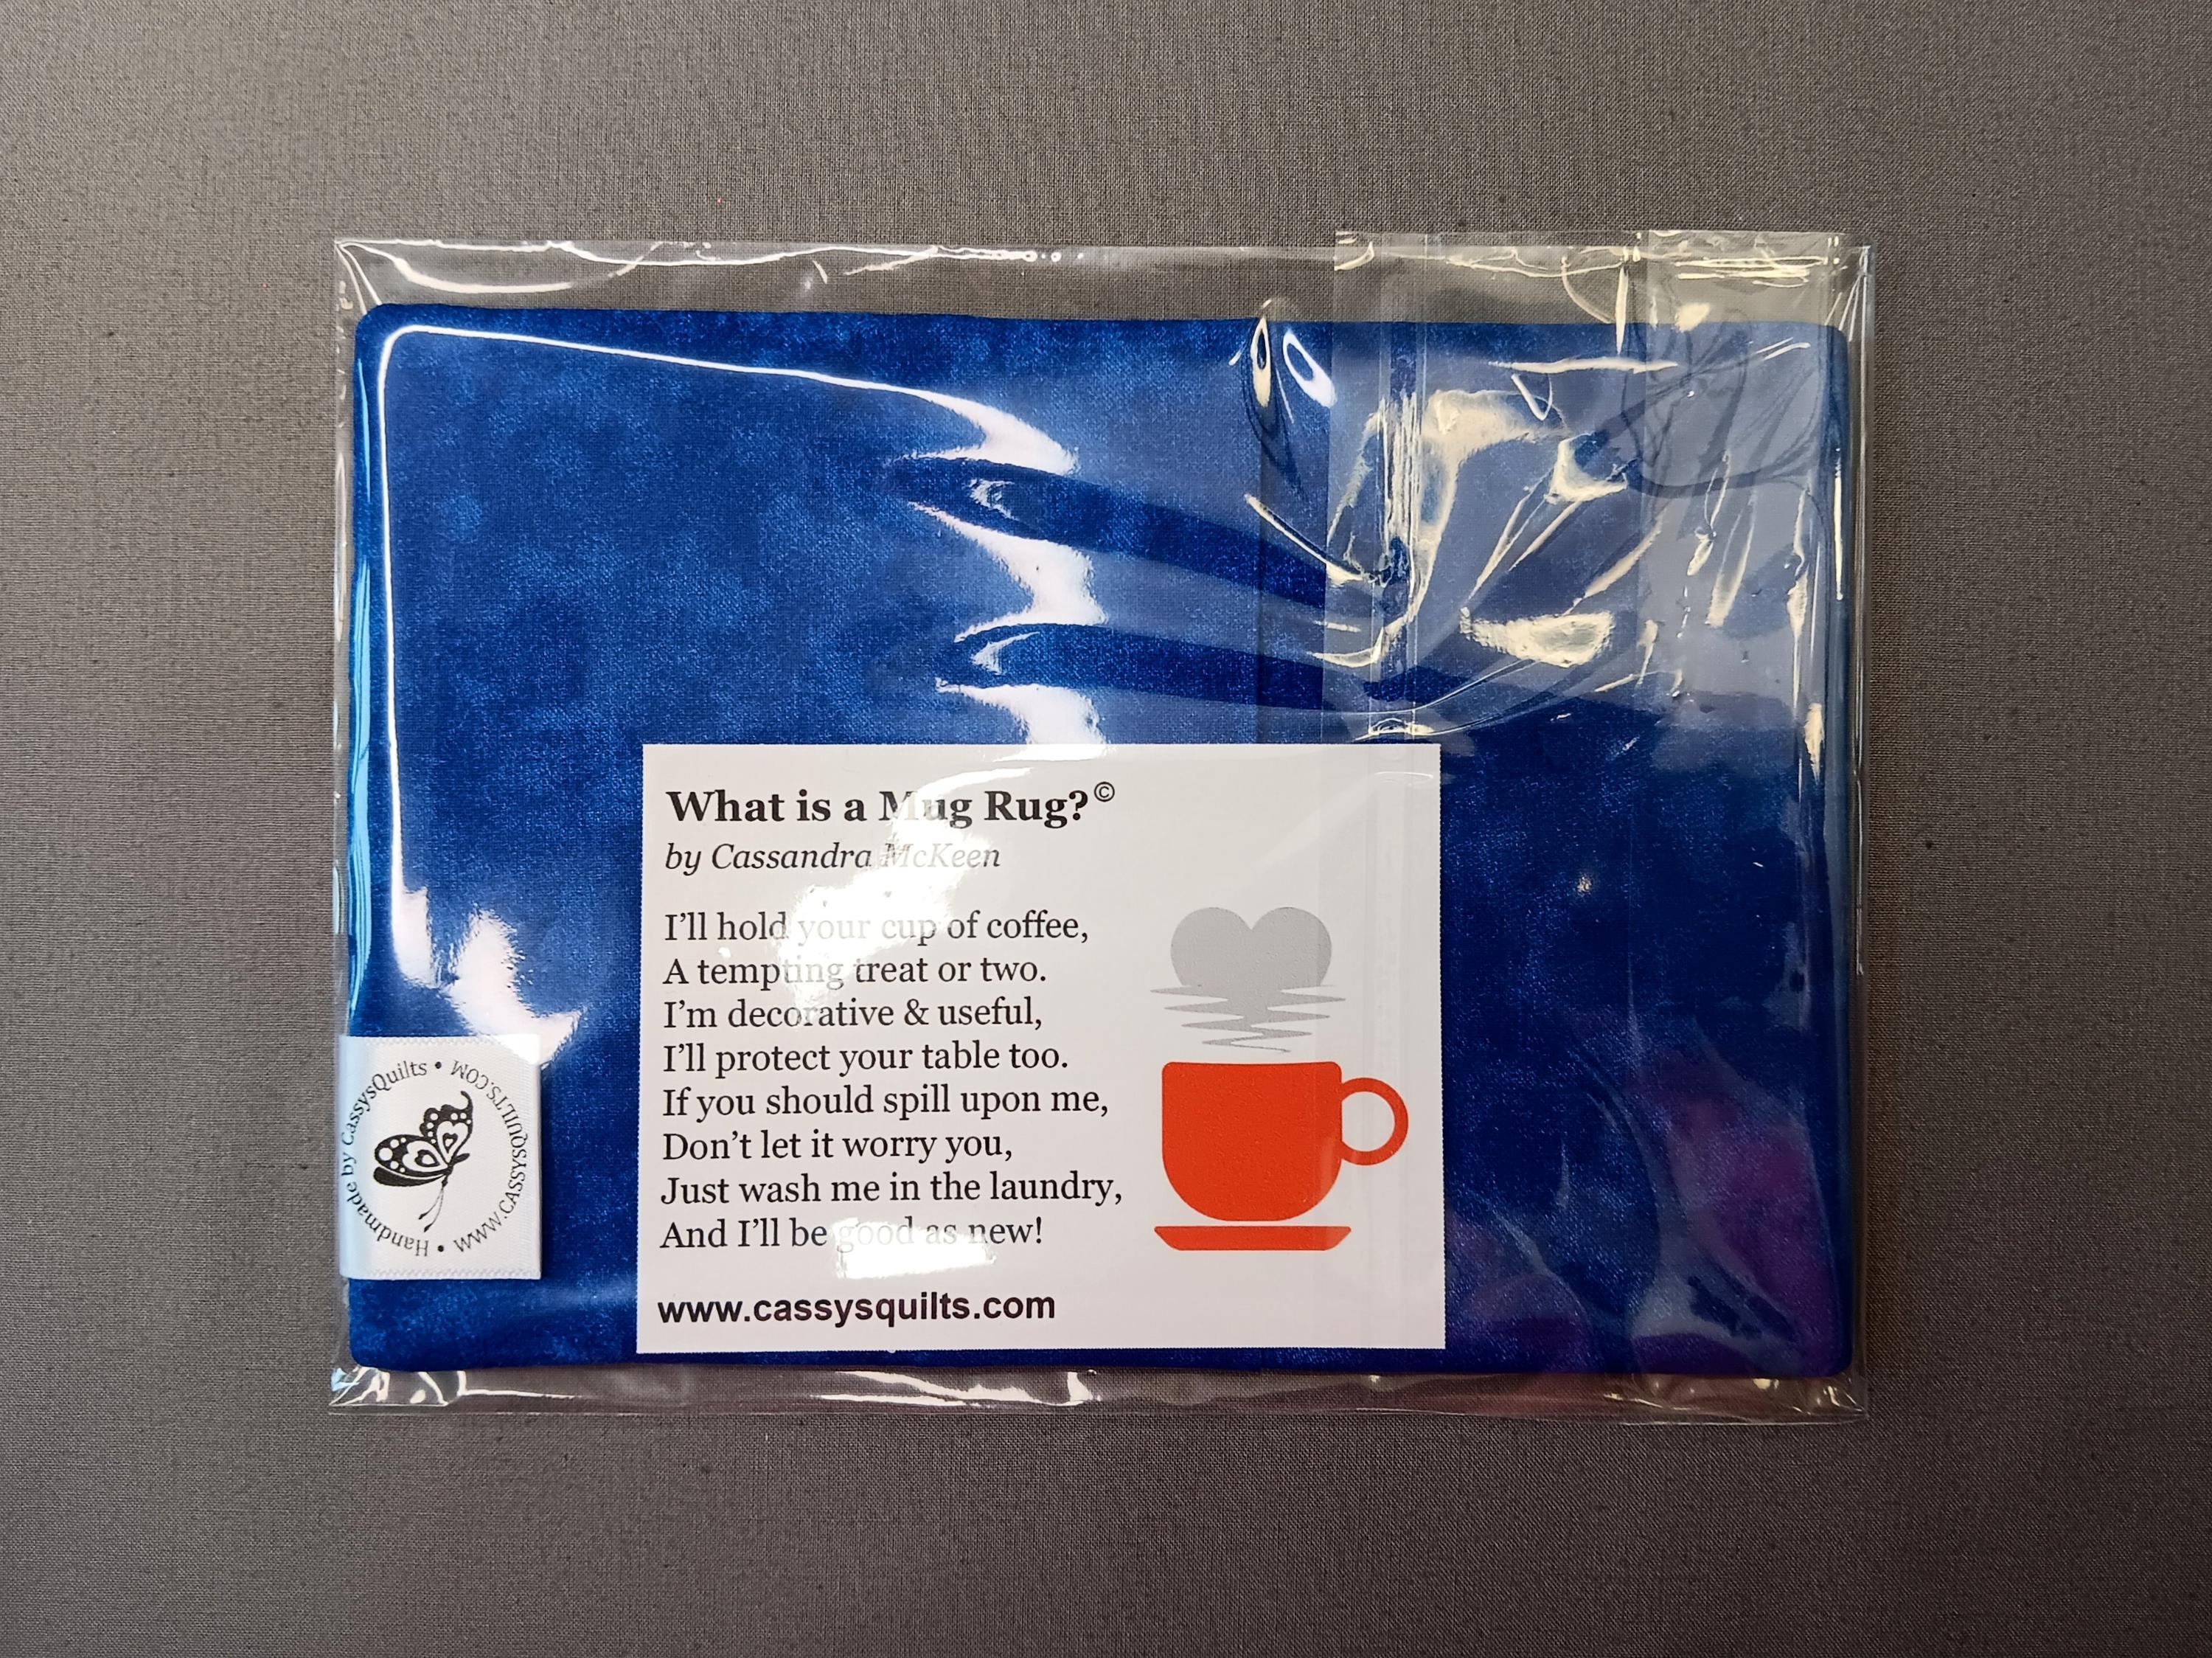 What is a Mug Rug?©
by Cassandra McKeen
I'll hold your cup of coffee,
A tempting treat or two.
I'm decorative & useful,
I'll protect your table too.
If you should spill upon me,
Don't let it worry you,
Just wash me in the laundry,
And I'll be good as new!
www.cassysquilts.com
Handmade by CassysQuilts •
WWW.CASSYSQUILTS.COM •